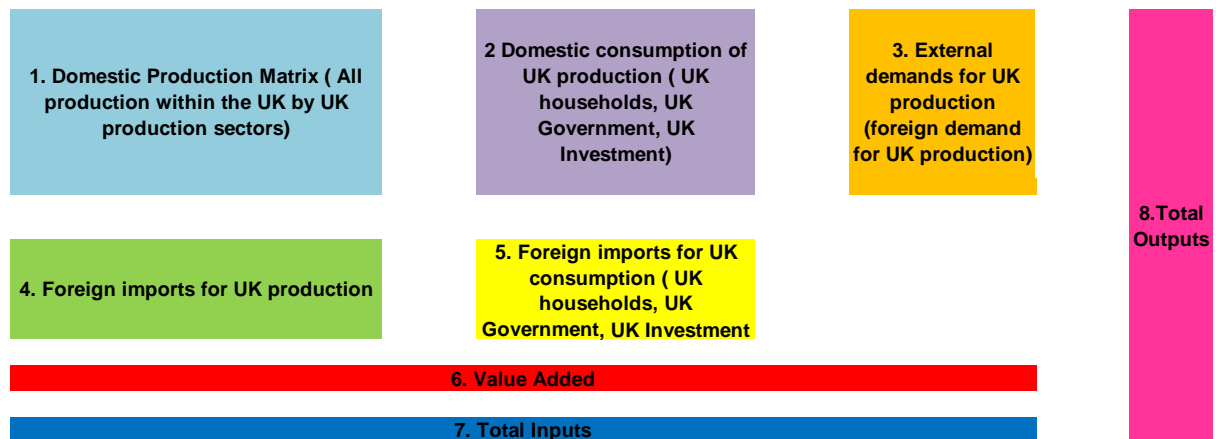 1. Domestic Production Matrix ( All
production within the UK by UK
production sectors)
2 Domestic consumption of
UK production ( UK
households, UK
Government, UK
Investment)
3. External
demands for UK
production
(foreign demand
for UK production)
8.Total
Outputs
4. Foreign imports for UK production
5. Foreign imports for UK
consumption ( UK
households, UK
Government, UK Investment
6. Value Added
7. Total Inputs